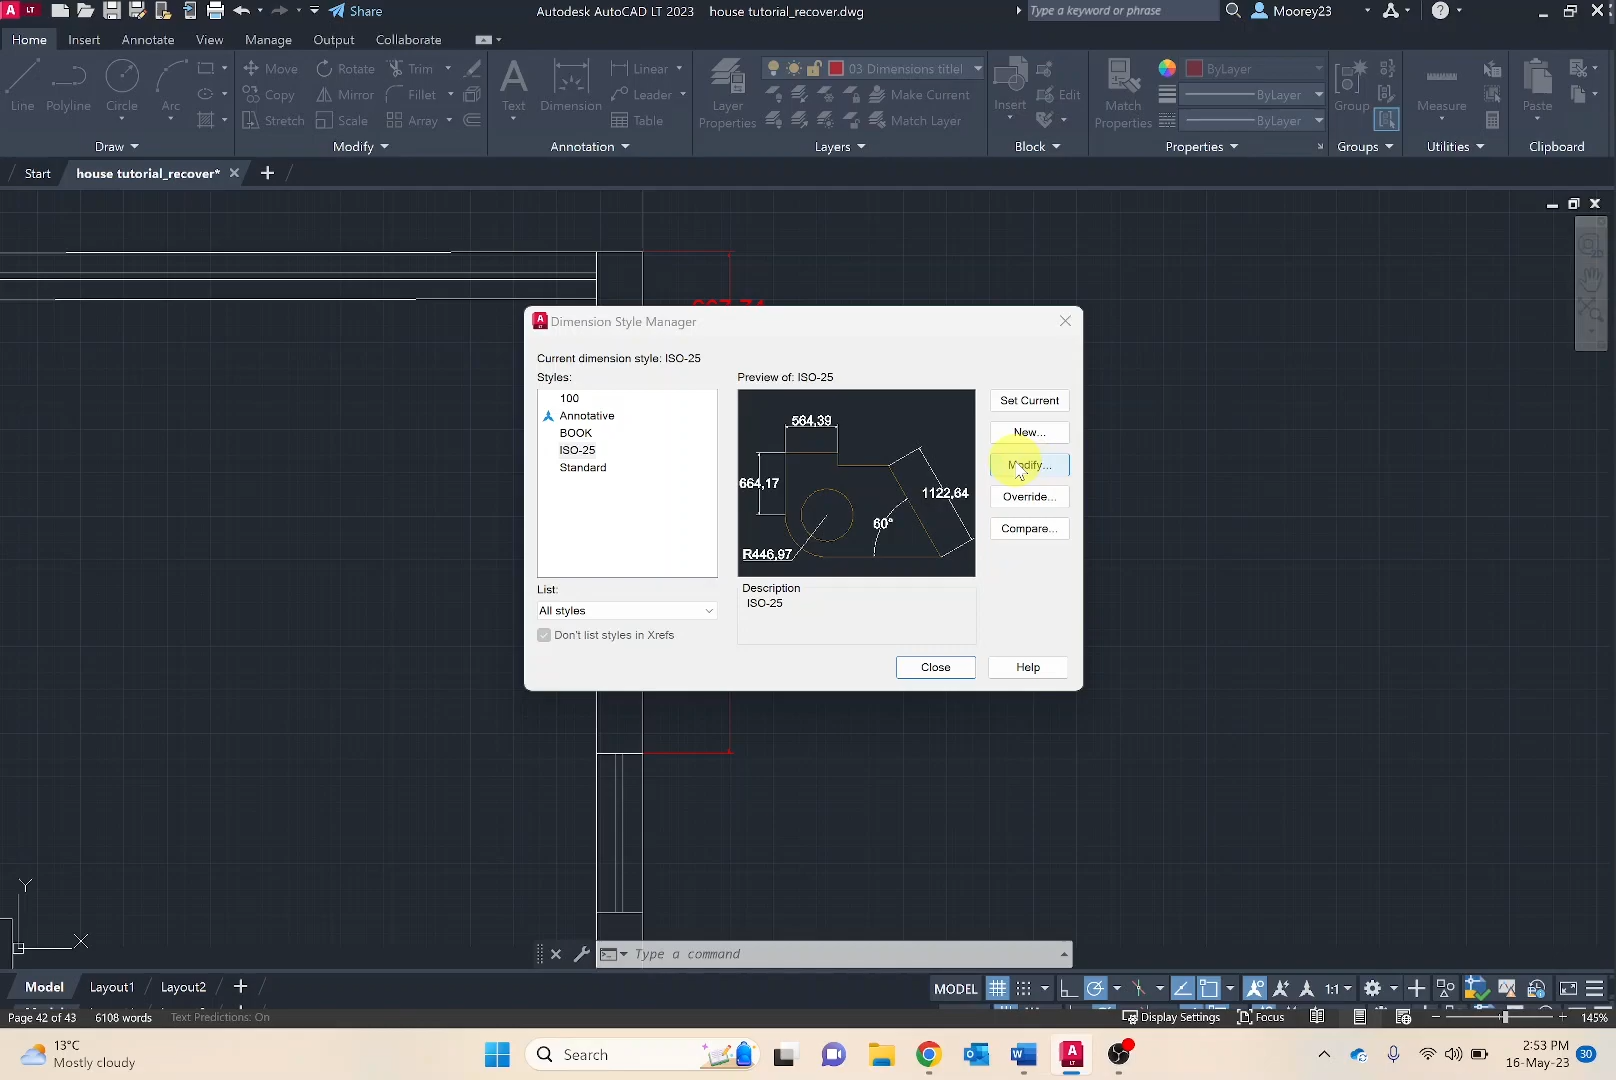 A LT Share Autodesk AutoCAD LT 2023 house tutorial_recover.dwg Type a keyword or phrase Moorey23
Home Insert Annotate View Manage Output Collaborate
Line Polyline Circle Arc
Move Rotate Trim
Copy Mirror Fillet
Stretch Scale Array
Text Dimension
Linear
Leader
Table
Layer
Properties
03 Dimensions titlel
Make Current
Match Layer
Insert
Edit
Match
Properties
ByLayer
ByLayer
ByLayer
Group
Measure
Paste
Draw Modify Annotation Layers Block Properties Groups Utilities Clipboard
Start house tutorial_recover*
A LT Dimension Style Manager
Current dimension style: ISO-25
Styles:
100
Annotative
BOOK
ISO-25
Standard
List:
All styles
Don't list styles in Xrefs
Preview of: ISO-25
564,39
664,17
1122,64
60°
R446,97
Description
ISO-25
Set Current
New...
Modify...
Override...
Compare...
Close Help
Y
X
Type a command
Model Layout1 Layout2 MODEL 1:1
Page 42 of 43 6108 words Text Predictions: On Display Settings Focus 145%
13°C
Mostly cloudy
Search
2:53 PM
16-May-23 30